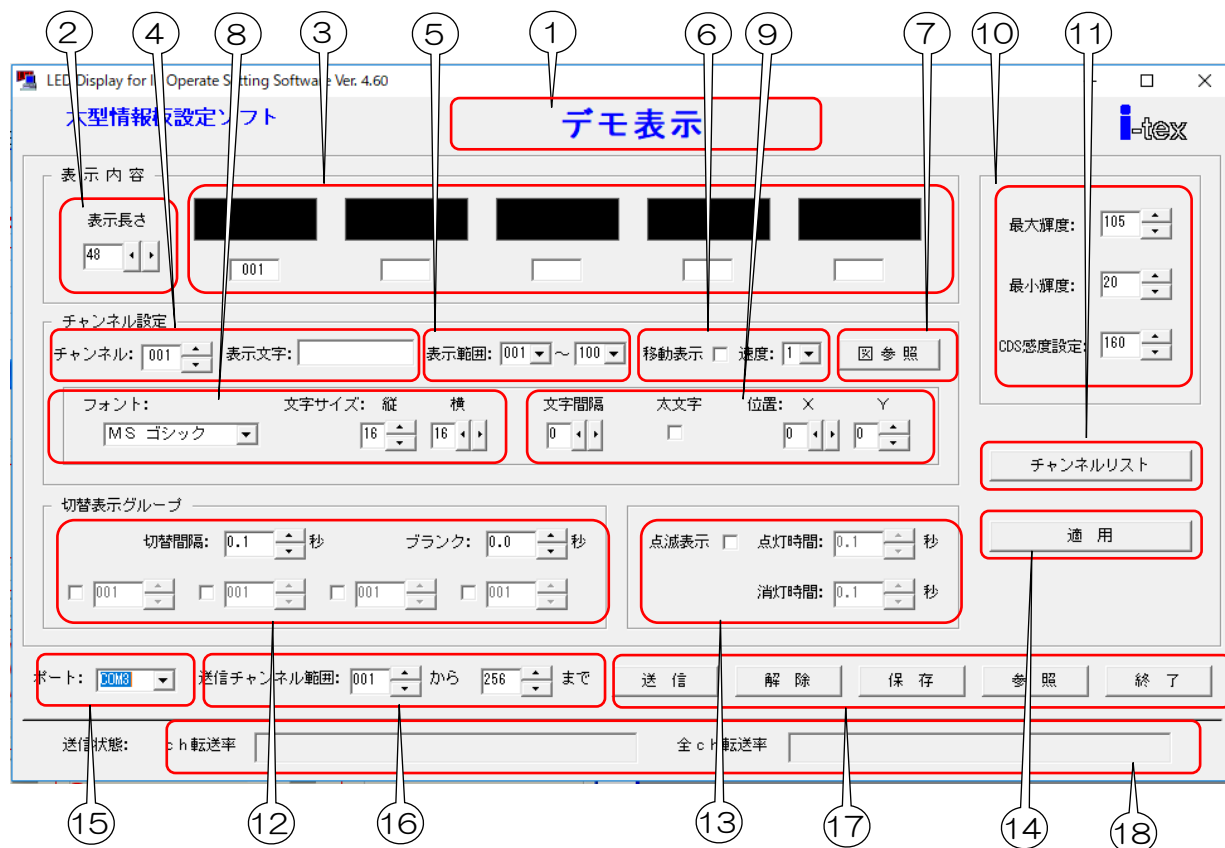 ② ④ ⑧ ③ ⑤ ① ⑥ ⑨ ⑦ ⑩ ⑪
LED Display for I Operate Setting Software Ver. 4.60
大型情報板設定ソフト デモ表示 i-tex
表示内容
表示長さ
48
001
最大輝度: 105
最小輝度: 20
CDS感度設定: 160
チャンネル設定
チャンネル: 001 表示文字: 表示範囲: 001 ~ 100 移動表示 速度: 1 図参照
フォント: 文字サイズ: 縦 横 文字間隔 太文字 位置: X Y
MS ゴシック 16 16 0 0 0
チャンネルリスト
切替表示グループ
切替間隔: 0.1 秒 ブランク: 0.0 秒 点滅表示 点灯時間: 0.1 秒 適 用
001 001 001 001 消灯時間: 0.1 秒
ポート: COM3 送信チャンネル範囲: 001 から 256 まで 送 信 解 除 保 存 参 照 終 了
送信状態: ch転送率 全ch転送率
⑮ ⑫ ⑯ ⑬ ⑰ ⑭ ⑱